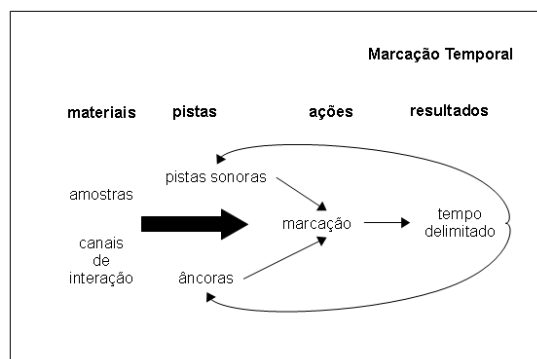 Marcação Temporal
materiais pistas ações resultados
pistas sonoras
amostras
marcação
tempo
delimitado
canais
de
interação
âncoras